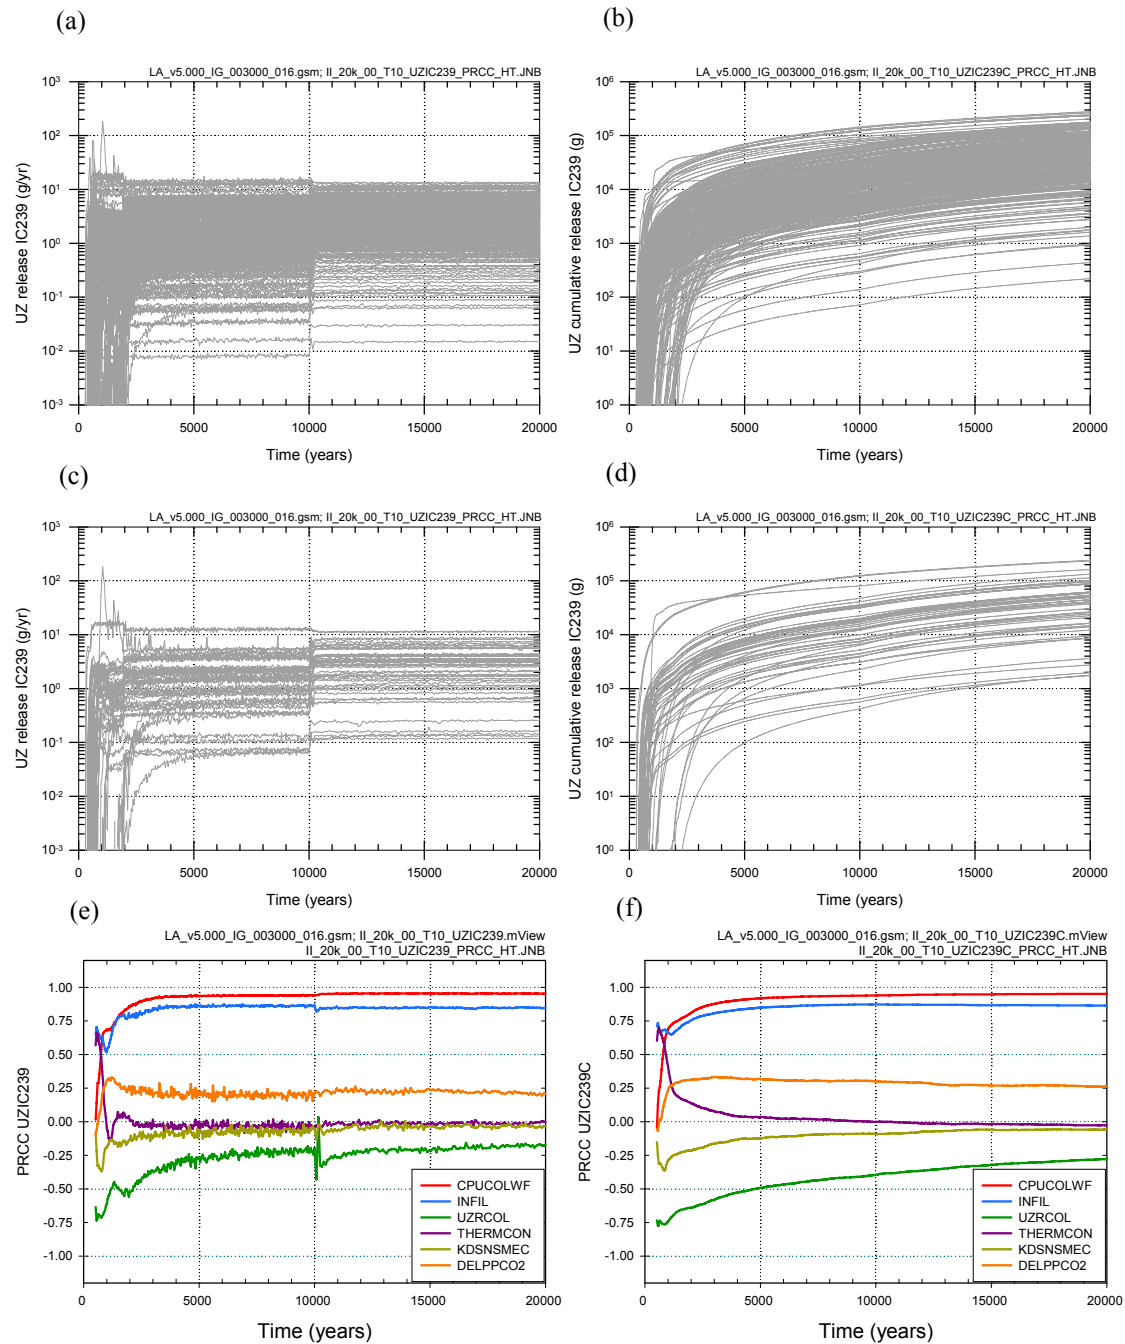 (a)
LA_v5.000_IG_003000_016.gsm; II_20k_00_T10_UZIC239_PRCC_HT.JNB
UZ release IC239 (g/yr)
10³
10²
10¹
10⁰
10⁻¹
10⁻²
10⁻³
0 5000 10000 15000 20000
Time (years)
(b)
LA_v5.000_IG_003000_016.gsm; II_20k_00_T10_UZIC239C_PRCC_HT.JNB
UZ cumulative release IC239 (g)
10⁶
10⁵
10⁴
10³
10²
10¹
10⁰
0 5000 10000 15000 20000
Time (years)
(c)
LA_v5.000_IG_003000_016.gsm; II_20k_00_T10_UZIC239_PRCC_HT.JNB
UZ release IC239 (g/yr)
10³
10²
10¹
10⁰
10⁻¹
10⁻²
10⁻³
0 5000 10000 15000 20000
Time (years)
(d)
LA_v5.000_IG_003000_016.gsm; II_20k_00_T10_UZIC239C_PRCC_HT.JNB
UZ cumulative release IC239 (g)
10⁶
10⁵
10⁴
10³
10²
10¹
10⁰
0 5000 10000 15000 20000
Time (years)
(e)
LA_v5.000_IG_003000_016.gsm; II_20k_00_T10_UZIC239.mView
II_20k_00_T10_UZIC239_PRCC_HT.JNB
PRCC UZIC239
1.00
0.75
0.50
0.25
0.00
-0.25
-0.50
-0.75
-1.00
CPUCOLWF
INFIL
UZRCOL
THERMCON
KDSNSMEC
DELPPCO2
0 5000 10000 15000 20000
Time (years)
(f)
LA_v5.000_IG_003000_016.gsm; II_20k_00_T10_UZIC239C.mView
II_20k_00_T10_UZIC239C_PRCC_HT.JNB
PRCC UZIC239C
1.00
0.75
0.50
0.25
0.00
-0.25
-0.50
-0.75
-1.00
CPUCOLWF
INFIL
UZRCOL
THERMCON
KDSNSMEC
DELPPCO2
0 5000 10000 15000 20000
Time (years)